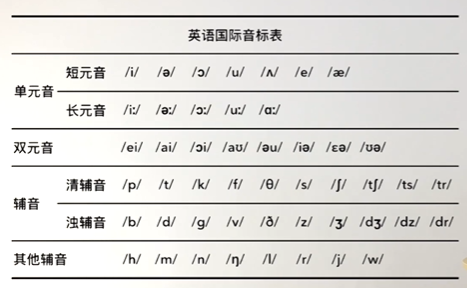 英语国际音标表
单元音 短元音 /i/ /ə/ /ɔ/ /u/ /ʌ/ /e/ /æ/
长元音 /i:/ /ə:/ /ɔ:/ /u:/ /ɑ:/
双元音 /ei/ /ai/ /ɔi/ /aʊ/ /əu/ /iə/ /ɛə/ /ʊə/
辅音 清辅音 /p/ /t/ /k/ /f/ /θ/ /s/ /ʃ/ /tʃ/ /ts/ /tr/
浊辅音 /b/ /d/ /g/ /v/ /ð/ /z/ /ʒ/ /dʒ/ /dz/ /dr/
其他辅音 /h/ /m/ /n/ /ŋ/ /l/ /r/ /j/ /w/